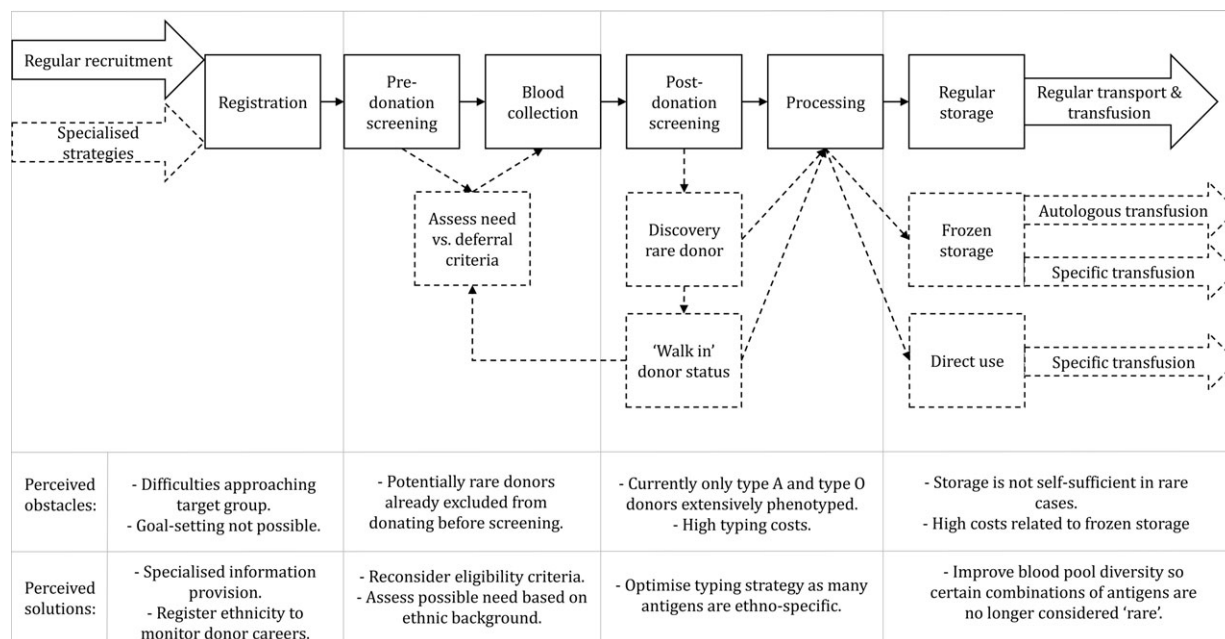 Regular recruitment
Specialised
strategies
Registration
Pre-
donation
screening
Blood
collection
Post-
donation
screening
Processing
Regular
storage
Regular transport &
transfusion
Assess need
vs. deferral
criteria
Discovery
rare donor
Frozen
storage
Autologous transfusion
Specific transfusion
‘Walk in’
donor status
Direct use
Specific transfusion
Perceived
obstacles:
- Difficulties approaching
target group.
- Goal-setting not possible.
- Potentially rare donors
already excluded from
donating before screening.
- Currently only type A and type O
donors extensively phenotyped.
- High typing costs.
- Storage is not self-sufficient in rare
cases.
- High costs related to frozen storage
Perceived
solutions:
- Specialised information
provision.
- Register ethnicity to
monitor donor careers.
- Reconsider eligibility criteria.
- Assess possible need based on
ethnic background.
- Optimise typing strategy as many
antigens are ethno-specific.
- Improve blood pool diversity so
certain combinations of antigens are
no longer considered ‘rare’.